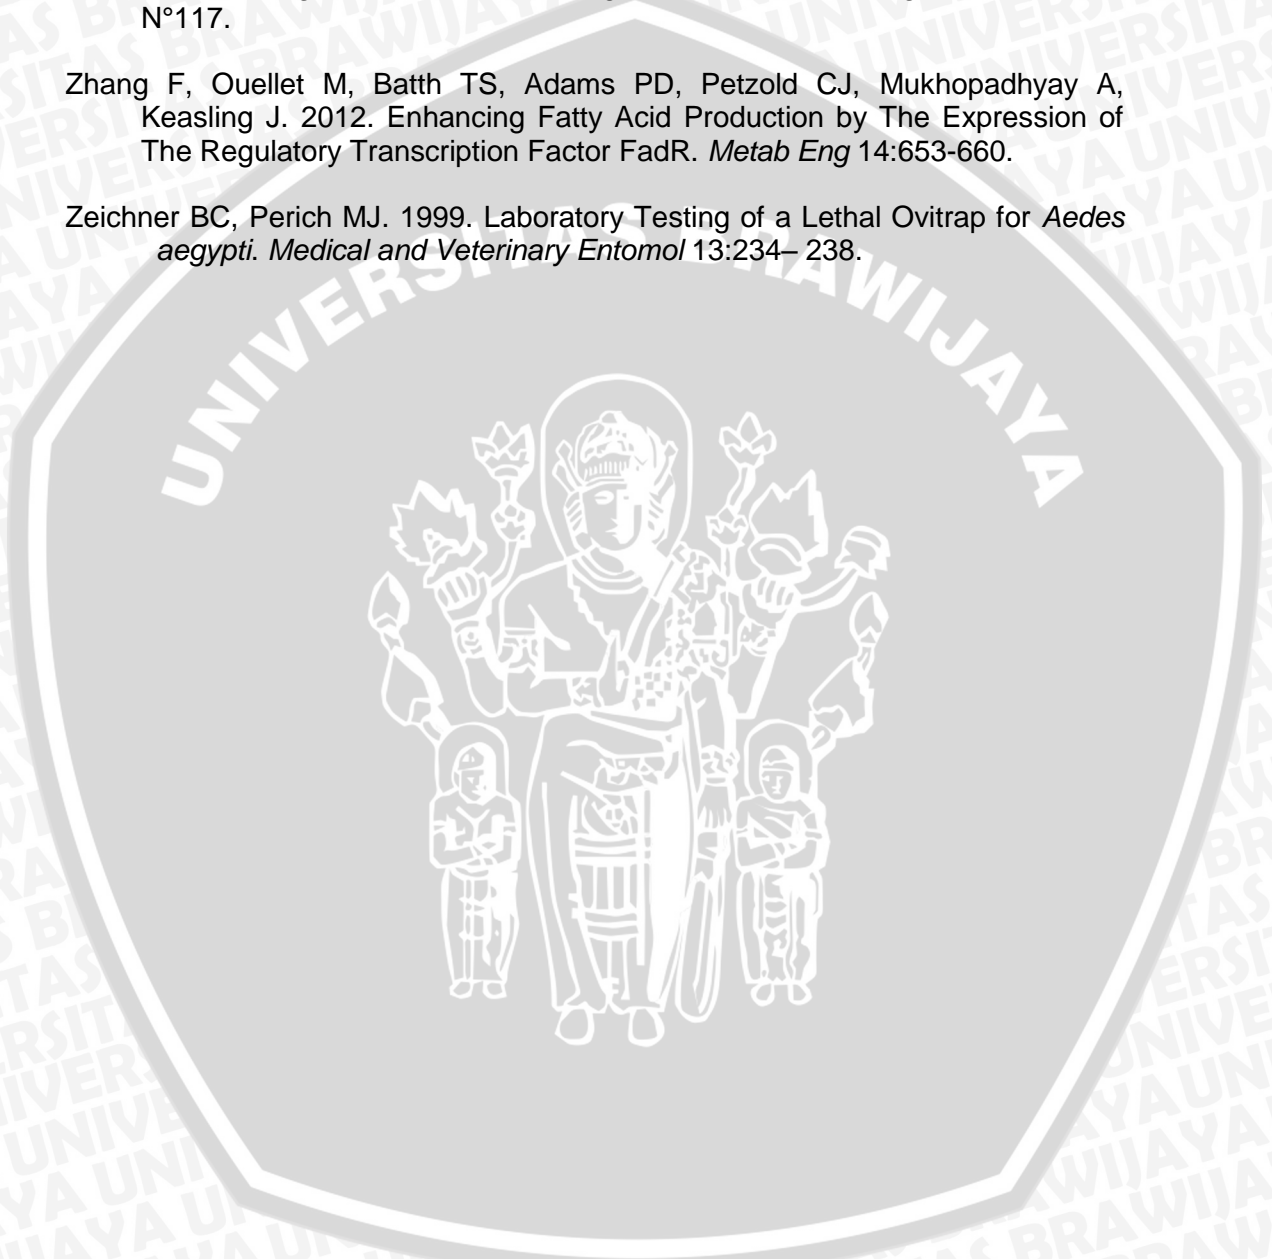 N°117.
Zhang F, Ouellet M, Batth TS, Adams PD, Petzold CJ, Mukhopadhyay A,
Keasling J. 2012. Enhancing Fatty Acid Production by The Expression of
The Regulatory Transcription Factor FadR. Metab Eng 14:653-660.
Zeichner BC, Perich MJ. 1999. Laboratory Testing of a Lethal Ovitrap for Aedes
aegypti. Medical and Veterinary Entomol 13:234– 238.
UNIVERSITAS BRAWIJAYA